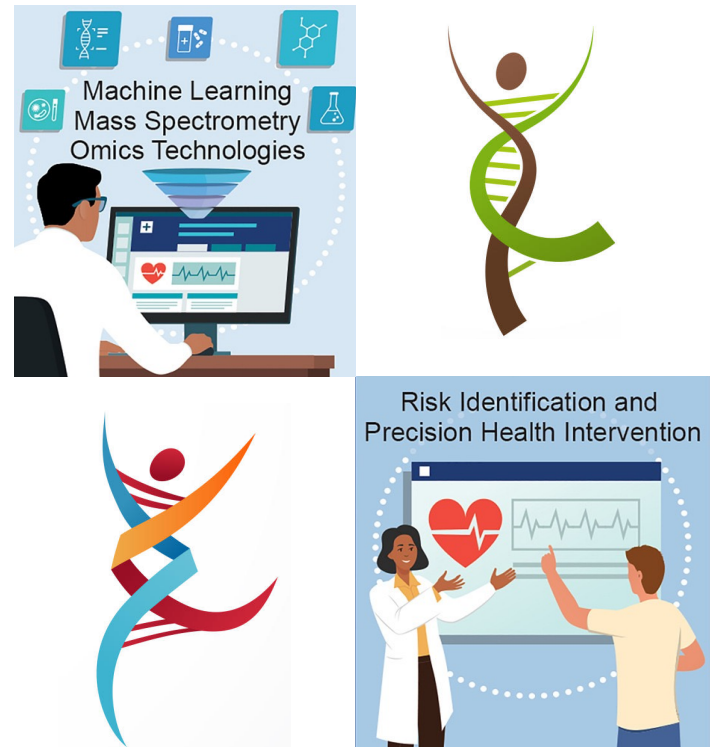 Machine Learning
Mass Spectrometry
Omics Technologies
Risk Identification and
Precision Health Intervention